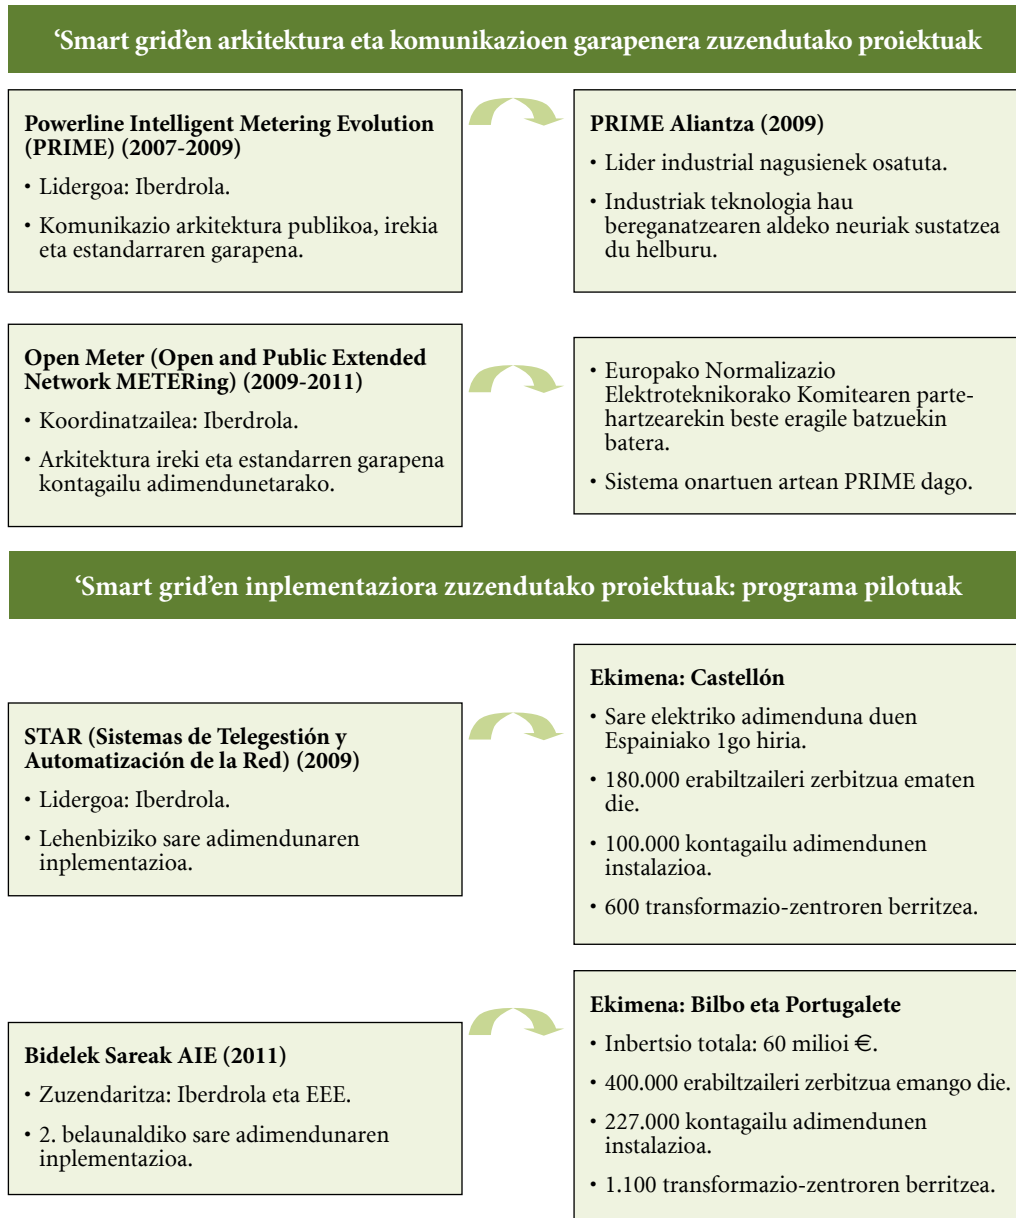 ‘Smart grid’en arkitektura eta komunikazioen garapenera zuzendutako proiektuak
Powerline Intelligent Metering Evolution
(PRIME) (2007-2009)
• Lidergoa: Iberdrola.
• Komunikazio arkitektura publikoa, irekia
eta estandarraren garapena.
PRIME Aliantza (2009)
• Lider industrial nagusienek osatuta.
• Industriak teknologia hau
bereganatzearen aldeko neuriak sustatzea
du helburu.
Open Meter (Open and Public Extended
Network METERing) (2009-2011)
• Koordinatzailea: Iberdrola.
• Arkitektura ireki eta estandarren garapena
kontagailu adimendunetarako.
• Europako Normalizazio
Elektroteknikorako Komitearen parte-
hartzearekin beste eragile batzuekin
batera.
• Sistema onartuen artean PRIME dago.
‘Smart grid’en inplementaziora zuzendutako proiektuak: programa pilotuak
STAR (Sistemas de Telegestión y
Automatización de la Red) (2009)
• Lidergoa: Iberdrola.
• Lehenbiziko sare adimendunaren
inplementazioa.
Ekimena: Castellón
• Sare elektriko adimenduna duen
Espainiako 1go hiria.
• 180.000 erabiltzaileri zerbitzua ematen
die.
• 100.000 kontagailu adimendunen
instalazioa.
• 600 transformazio-zentroren berritzea.
Bidelek Sareak AIE (2011)
• Zuzendaritza: Iberdrola eta EEE.
• 2. belaunaldiko sare adimendunaren
inplementazioa.
Ekimena: Bilbo eta Portugalete
• Inbertsio totala: 60 milioi €.
• 400.000 erabiltzaileri zerbitzua emango die.
• 227.000 kontagailu adimendunen
instalazioa.
• 1.100 transformazio-zentroren berritzea.